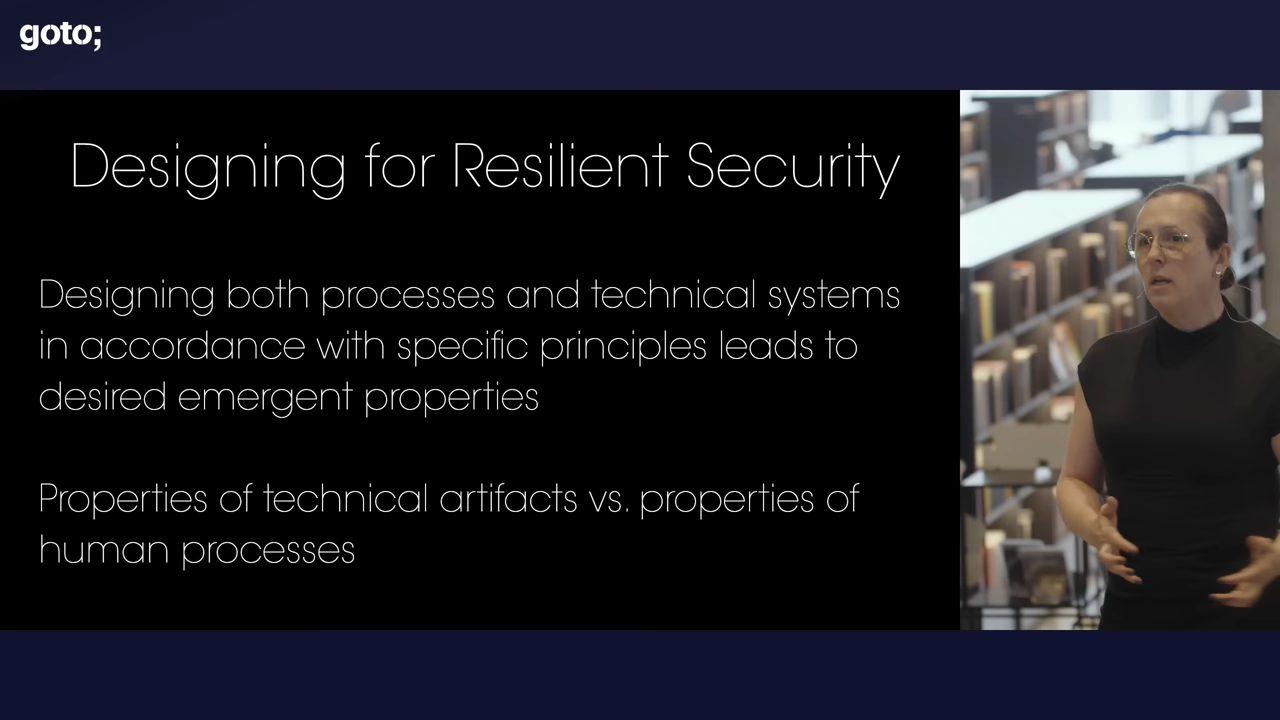 goto;
Designing for Resilient Security
Designing both processes and technical systems
in accordance with specific principles leads to
desired emergent properties
Properties of technical artifacts vs. properties of
human processes